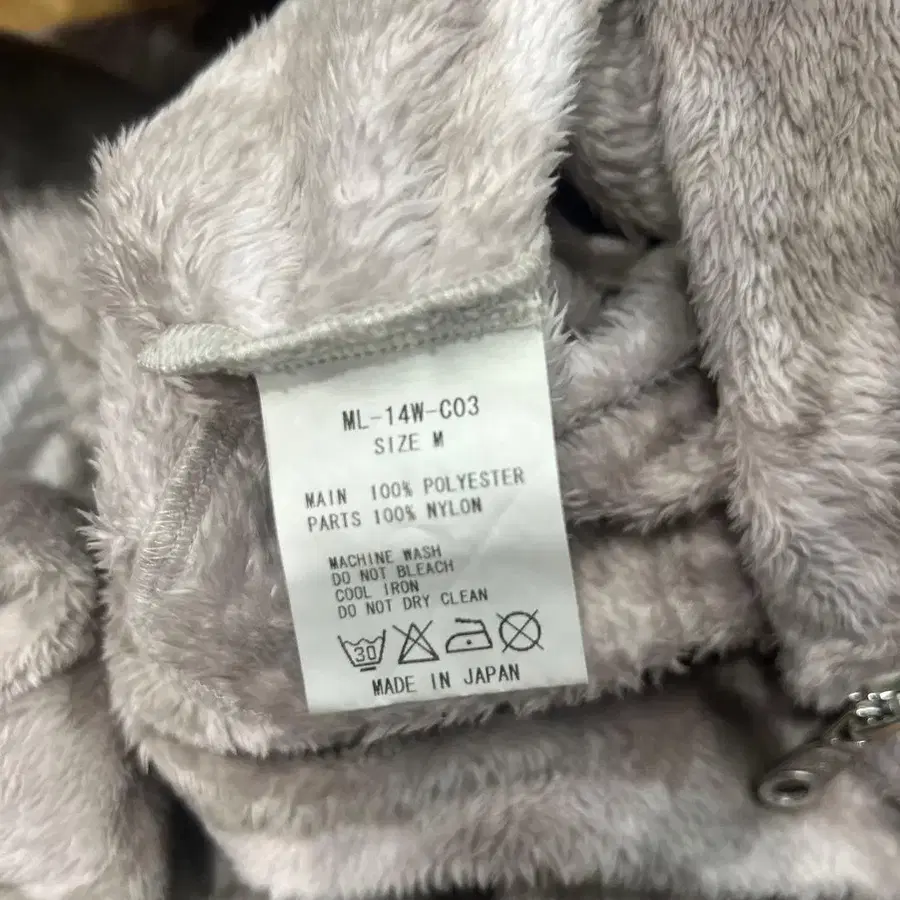 ML-14W-C03
SIZE M
MAIN 100% POLYESTER
PARTS 100% NYLON
MACHINE WASH
DO NOT BLEACH
COOL IRON
DO NOT DRY CLEAN
30
MADE IN JAPAN